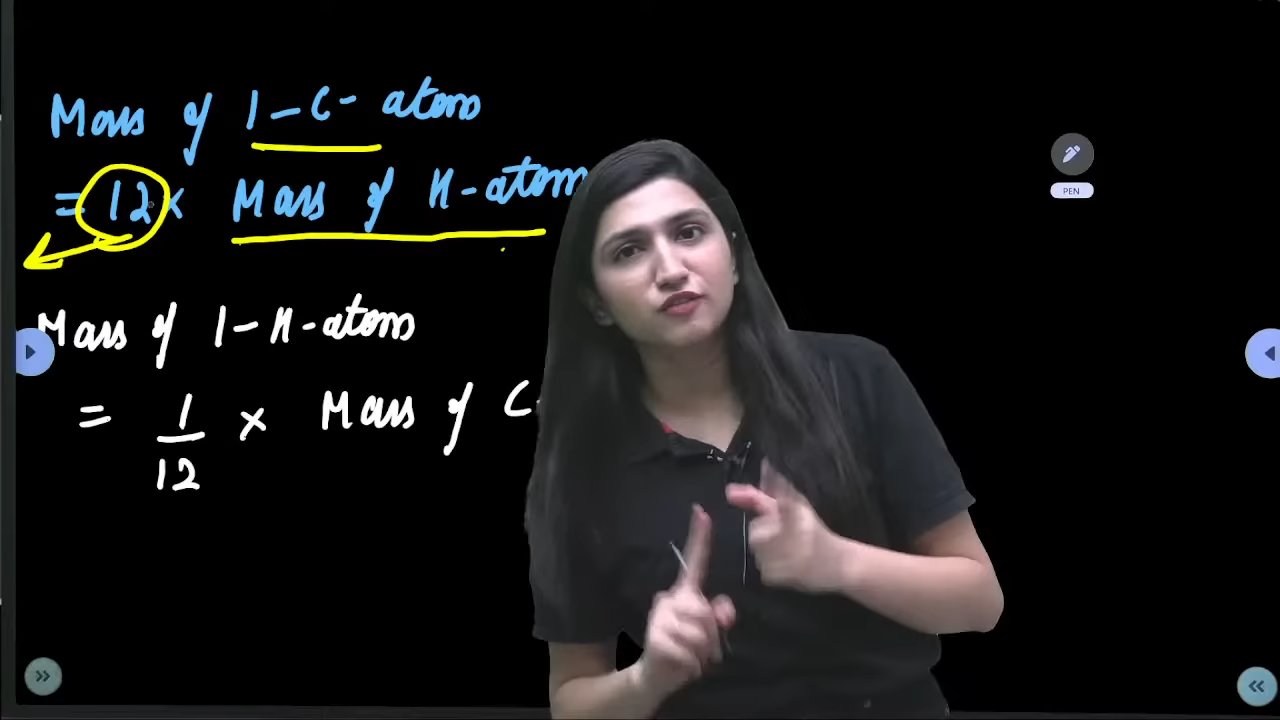 Mass of 1-C-atom
= 12 x Mass of H-atom
PEN
Mass of 1-H-atom
= 1/12 x Mass of C-